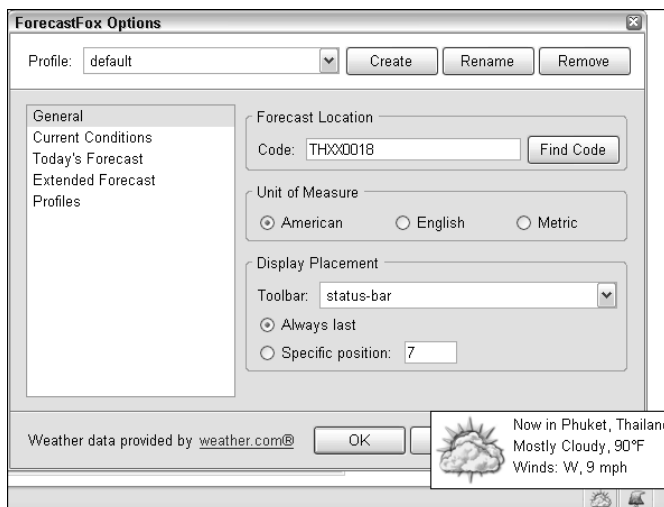 ForecastFox Options
Profile: default Create Rename Remove
General
Current Conditions
Today's Forecast
Extended Forecast
Profiles
Forecast Location
Code: THXX0018 Find Code
Unit of Measure
American English Metric
Display Placement
Toolbar: status-bar
Always last
Specific position: 7
Weather data provided by weather.com® OK
Now in Phuket, Thailand
Mostly Cloudy, 90°F
Winds: W, 9 mph